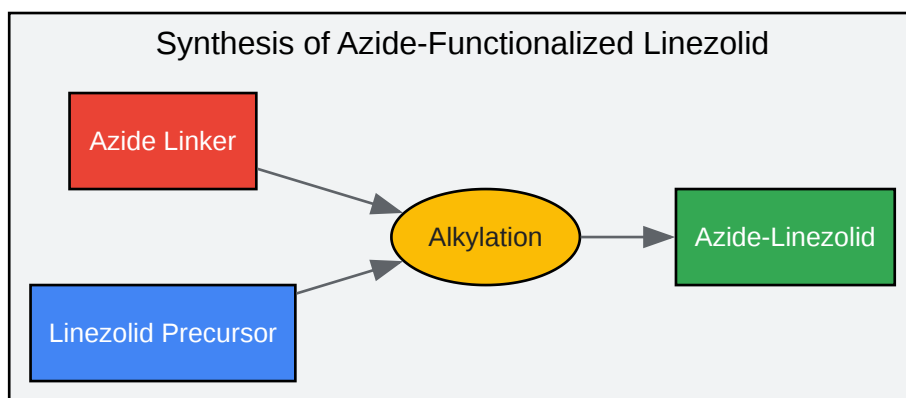 Synthesis of Azide-Functionalized Linezolid
Azide Linker
Alkylation
Azide-Linezolid
Linezolid Precursor